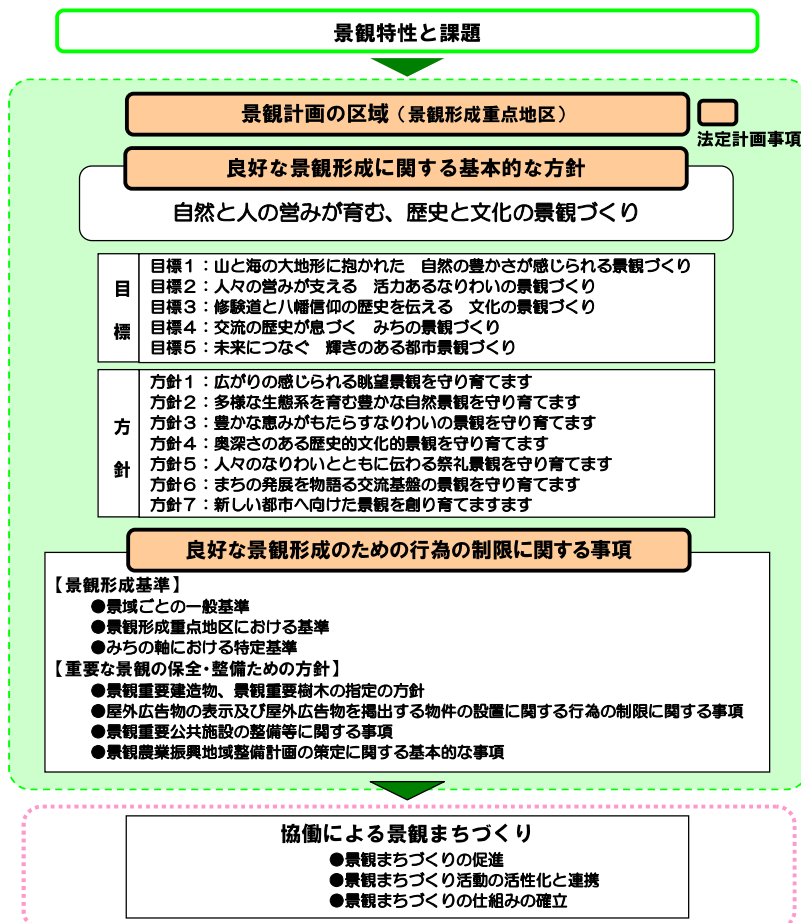 景観特性と課題
景観計画の区域（景観形成重点地区）
法定計画事項
良好な景観形成に関する基本的な方針
自然と人の営みが育む、歴史と文化の景観づくり
目標
目標１：山と海の大地形に抱かれた　自然の豊かさが感じられる景観づくり
目標２：人々の営みが支える　活力あるなりわいの景観づくり
目標３：修験道と八幡信仰の歴史を伝える　文化の景観づくり
目標４：交流の歴史が息づく　みちの景観づくり
目標５：未来につなぐ　輝きのある都市景観づくり
方針
方針１：広がりの感じられる眺望景観を守り育てます
方針２：多様な生態系を育む豊かな自然景観を守り育てます
方針３：豊かな恵みがもたらすなりわいの景観を守り育てます
方針４：奥深さのある歴史的文化的景観を守り育てます
方針５：人々のなりわいとともに伝わる祭礼景観を守り育てます
方針６：まちの発展を物語る交流基盤の景観を守り育てます
方針７：新しい都市へ向けた景観を創り育てますます
良好な景観形成のための行為の制限に関する事項
【景観形成基準】
●景域ごとの一般基準
●景観形成重点地区における基準
●みちの軸における特定基準
【重要な景観の保全・整備ための方針】
●景観重要建造物、景観重要樹木の指定の方針
●屋外広告物の表示及び屋外広告物を掲出する物件の設置に関する行為の制限に関する事項
●景観重要公共施設の整備等に関する事項
●景観農業振興地域整備計画の策定に関する基本的な事項
協働による景観まちづくり
●景観まちづくりの促進
●景観まちづくり活動の活性化と連携
●景観まちづくりの仕組みの確立